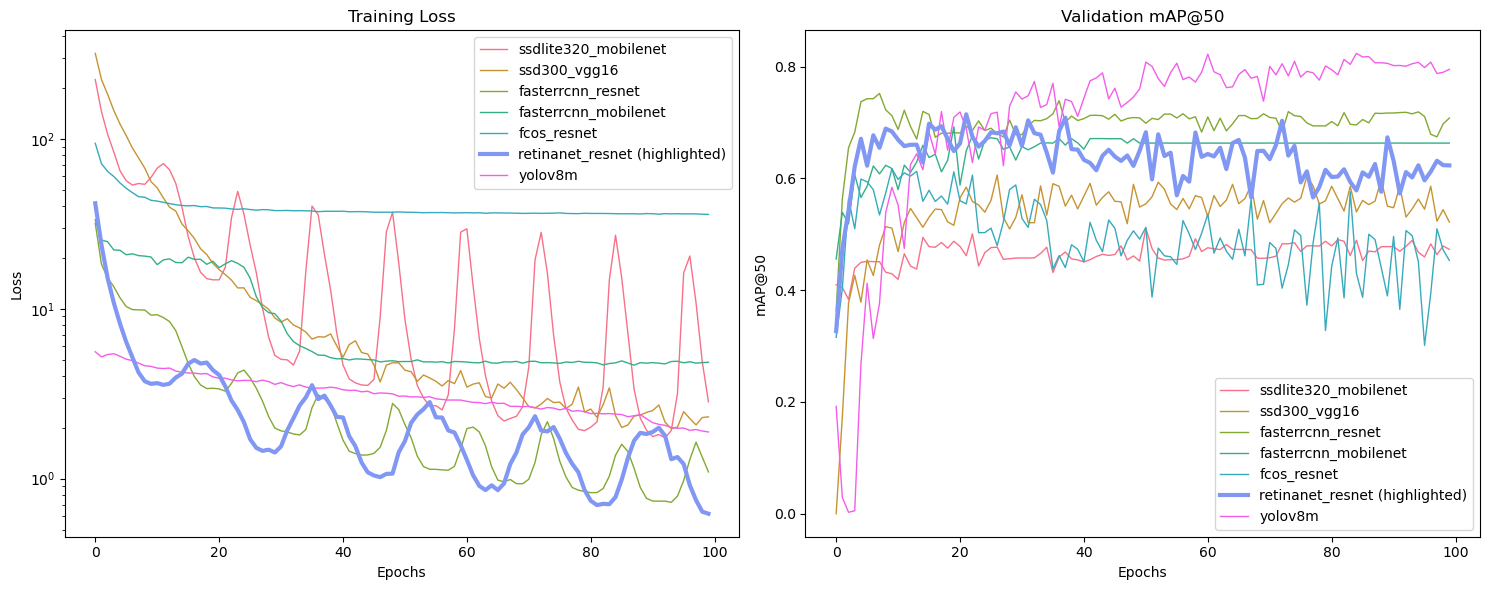 Training Loss
ssdlite320_mobilenet
ssd300_vgg16
fasterrcnn_resnet
fasterrcnn_mobilenet
fcos_resnet
retinanet_resnet (highlighted)
yolov8m
10²
10¹
10⁰
Loss
0 20 40 60 80 100
Epochs
Validation mAP@50
0.8
0.6
0.4
0.2
0.0
mAP@50
ssdlite320_mobilenet
ssd300_vgg16
fasterrcnn_resnet
fasterrcnn_mobilenet
fcos_resnet
retinanet_resnet (highlighted)
yolov8m
0 20 40 60 80 100
Epochs